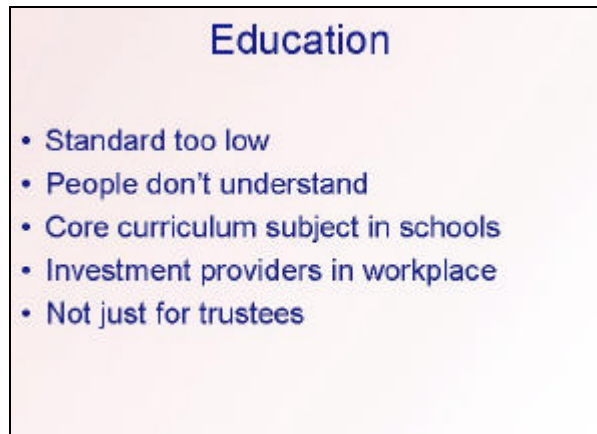 Education
• Standard too low
• People don't understand
• Core curriculum subject in schools
• Investment providers in workplace
• Not just for trustees